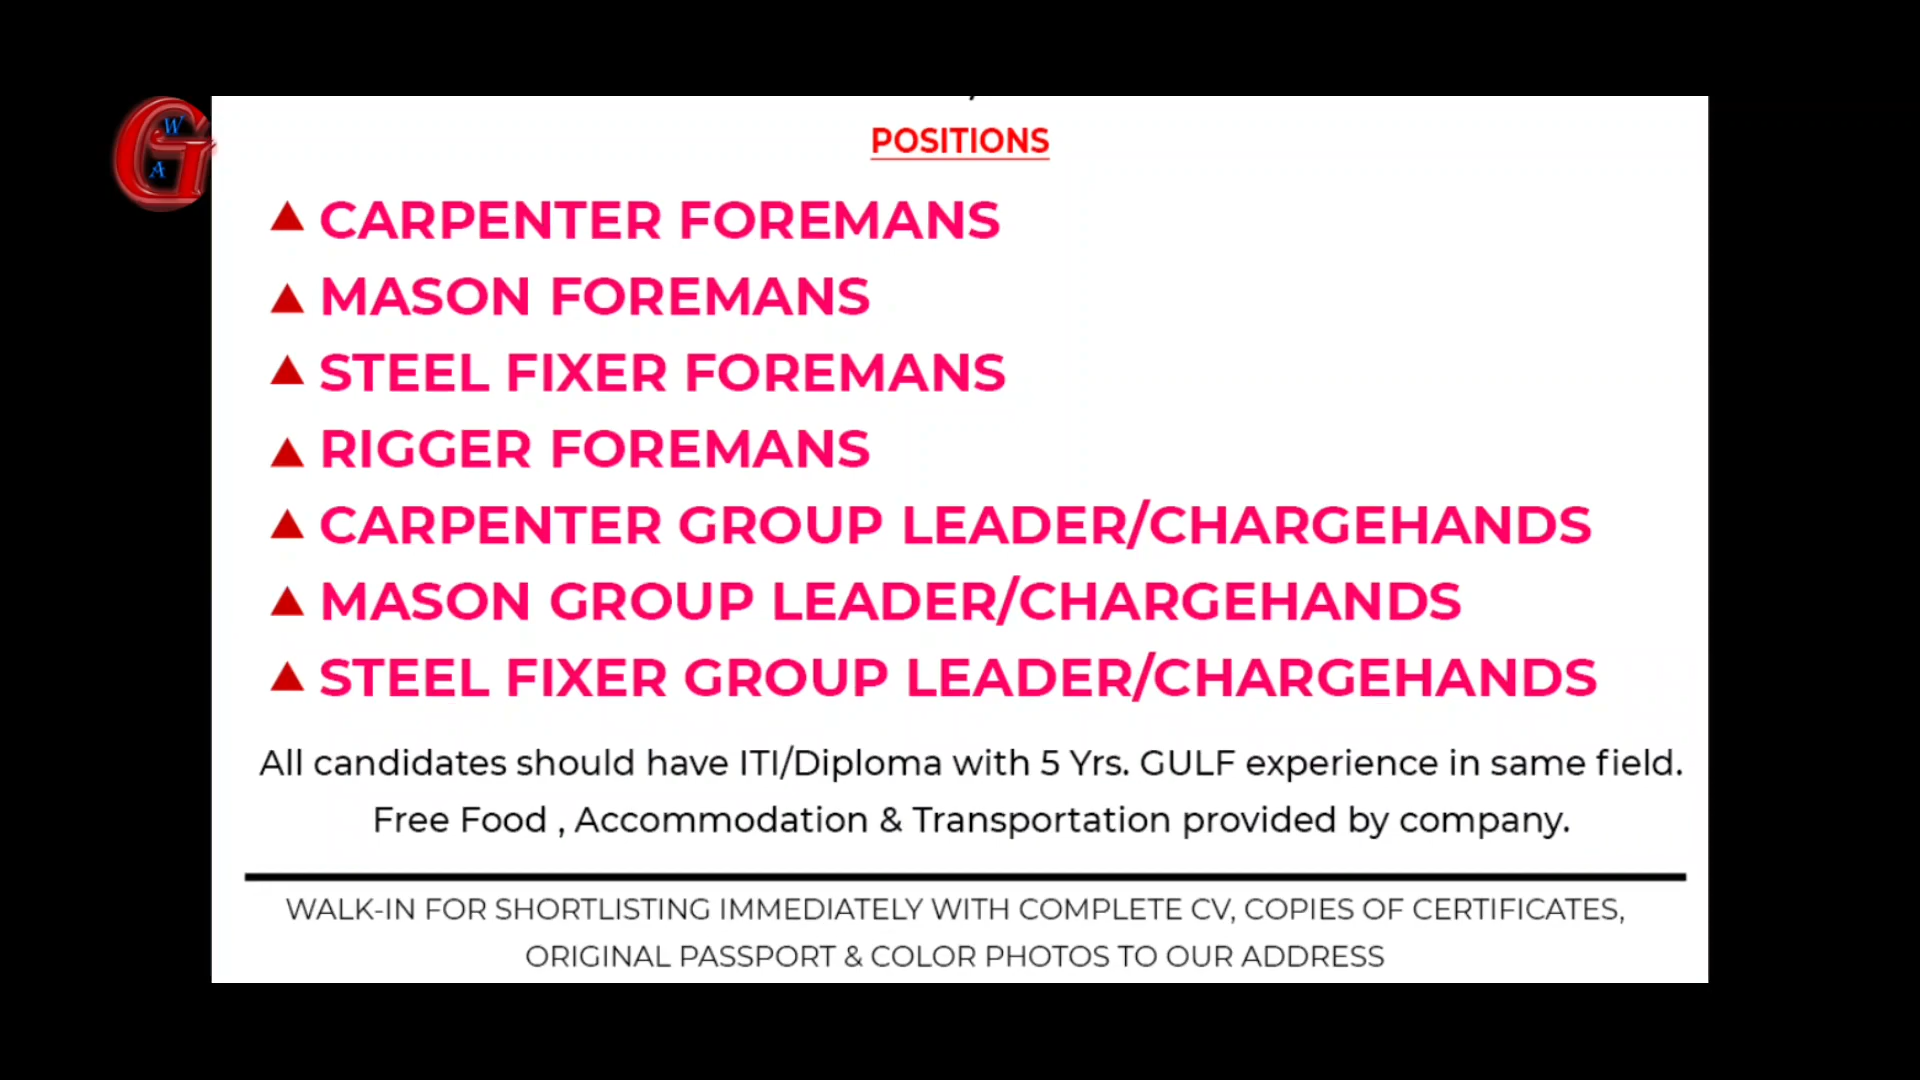 G
W
A
POSITIONS
▲ CARPENTER FOREMANS
▲ MASON FOREMANS
▲ STEEL FIXER FOREMANS
▲ RIGGER FOREMANS
▲ CARPENTER GROUP LEADER/CHARGEHANDS
▲ MASON GROUP LEADER/CHARGEHANDS
▲ STEEL FIXER GROUP LEADER/CHARGEHANDS
All candidates should have ITI/Diploma with 5 Yrs. GULF experience in same field.
Free Food , Accommodation & Transportation provided by company.
WALK-IN FOR SHORTLISTING IMMEDIATELY WITH COMPLETE CV, COPIES OF CERTIFICATES,
ORIGINAL PASSPORT & COLOR PHOTOS TO OUR ADDRESS